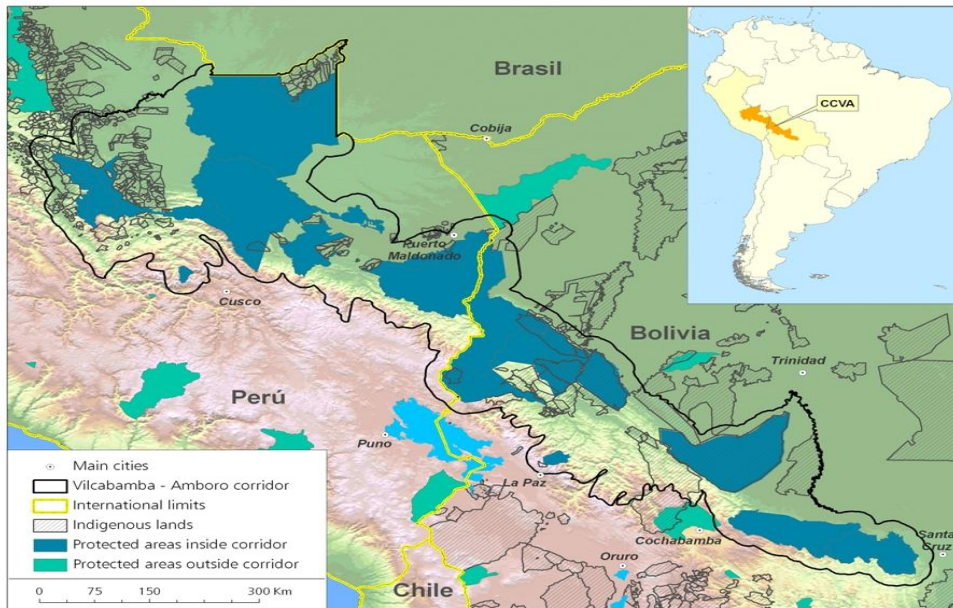 Brasil
CCVA
Cobija
Puerto
Maldonado
Cusco
Bolivia
Trinidad
Perú
Puno
La Paz
Cochabamba
Santa
Cruz
Oruro
Chile
Main cities
Vilcabamba - Amboro corridor
International limits
Indigenous lands
Protected areas inside corridor
Protected areas outside corridor
0 75 150 300 Km